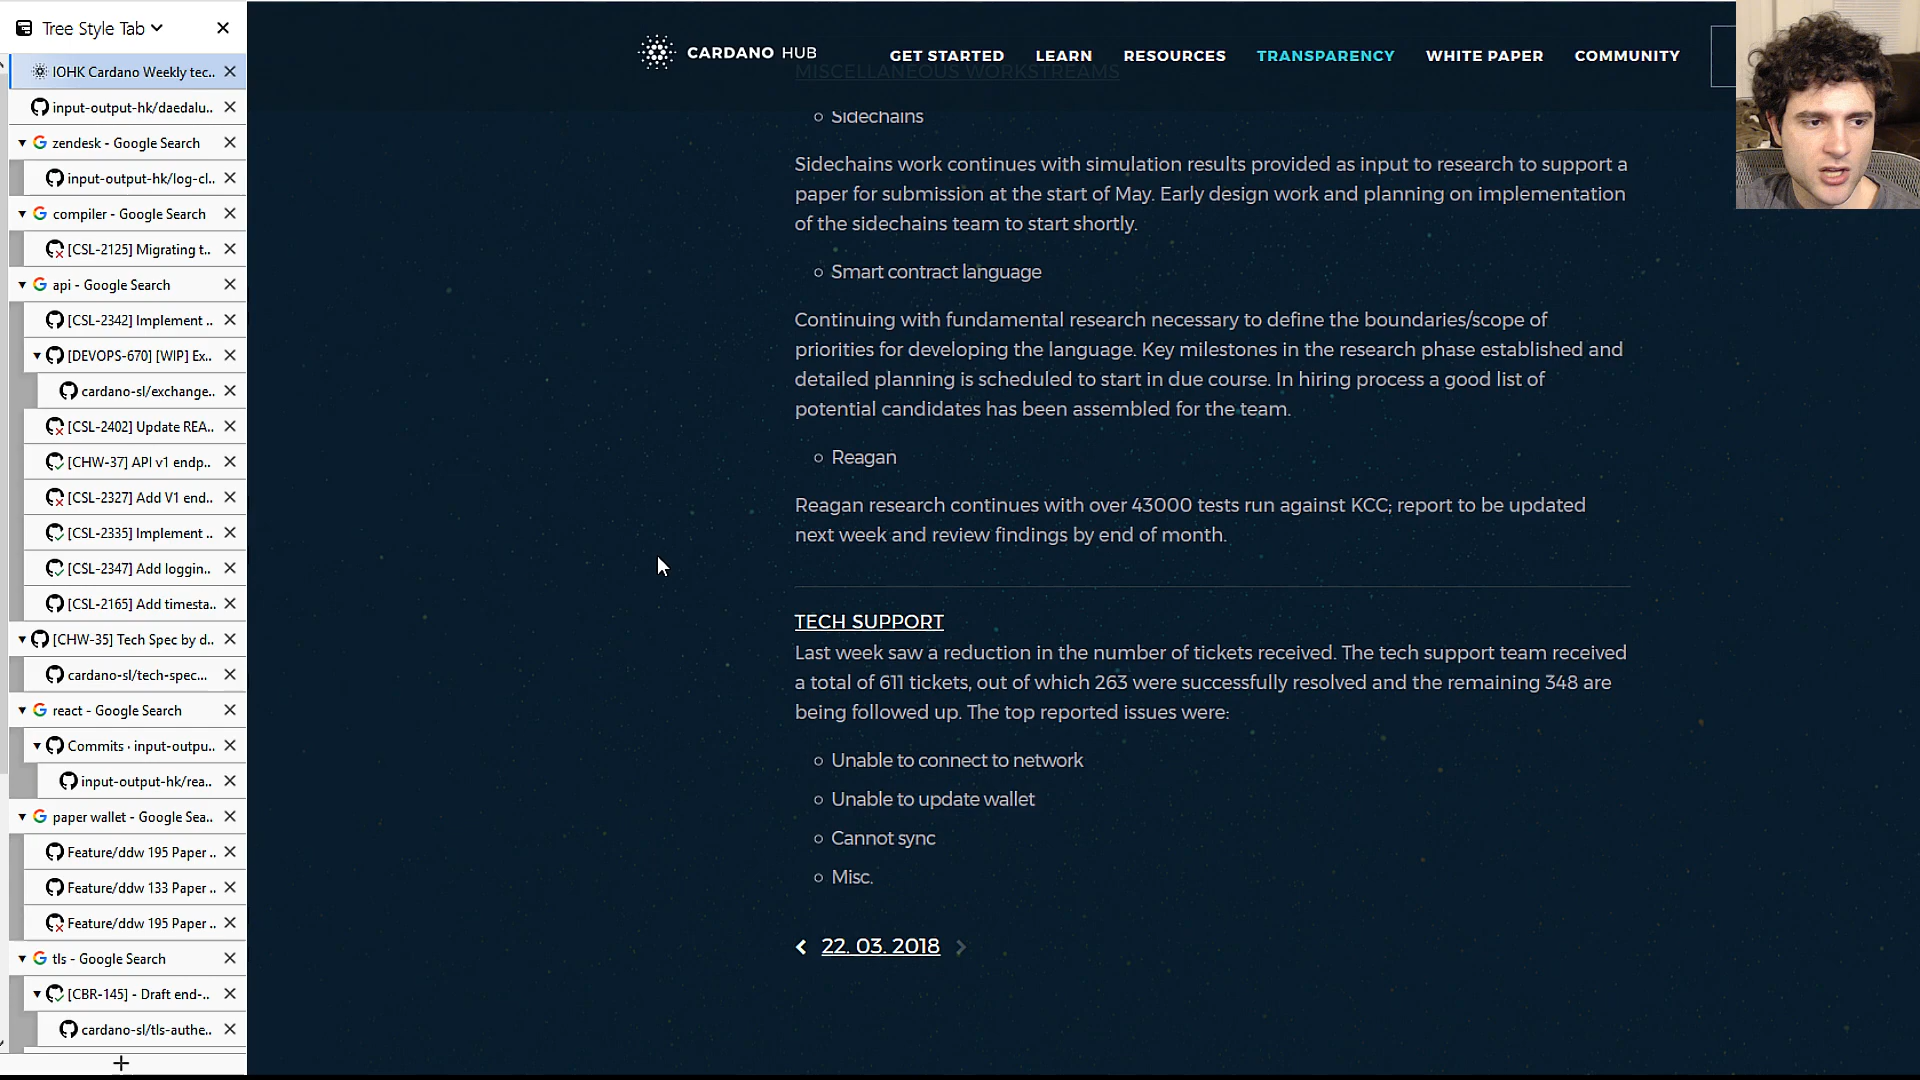 Tree Style Tab
IOHK Cardano Weekly tec..
input-output-hk/daedalu..
zendesk - Google Search
input-output-hk/log-cl..
compiler - Google Search
[CSL-2125] Migrating t..
api - Google Search
[CSL-2342] Implement ..
[DEVOPS-670] [WIP] Ex..
cardano-sl/exchange..
[CSL-2402] Update REA..
[CHW-37] API v1 endp..
[CSL-2327] Add V1 end..
[CSL-2335] Implement ..
[CSL-2347] Add loggin..
[CSL-2165] Add timesta..
[CHW-35] Tech Spec by d..
cardano-sl/tech-spec...
react - Google Search
Commits · input-outpu..
input-output-hk/rea..
paper wallet - Google Sea..
Feature/ddw 195 Paper ..
Feature/ddw 133 Paper ..
Feature/ddw 195 Paper ..
tls - Google Search
[CBR-145] - Draft end-..
cardano-sl/tls-authe..
CARDANO HUB
GET STARTED LEARN RESOURCES TRANSPARENCY WHITE PAPER COMMUNITY
MISCELLANEOUS WORKSTREAMS
Sidechains
Sidechains work continues with simulation results provided as input to research to support a
paper for submission at the start of May. Early design work and planning on implementation
of the sidechains team to start shortly.
Smart contract language
Continuing with fundamental research necessary to define the boundaries/scope of
priorities for developing the language. Key milestones in the research phase established and
detailed planning is scheduled to start in due course. In hiring process a good list of
potential candidates has been assembled for the team.
Reagan
Reagan research continues with over 43000 tests run against KCC; report to be updated
next week and review findings by end of month.
TECH SUPPORT
Last week saw a reduction in the number of tickets received. The tech support team received
a total of 611 tickets, out of which 263 were successfully resolved and the remaining 348 are
being followed up. The top reported issues were:
Unable to connect to network
Unable to update wallet
Cannot sync
Misc.
22. 03. 2018